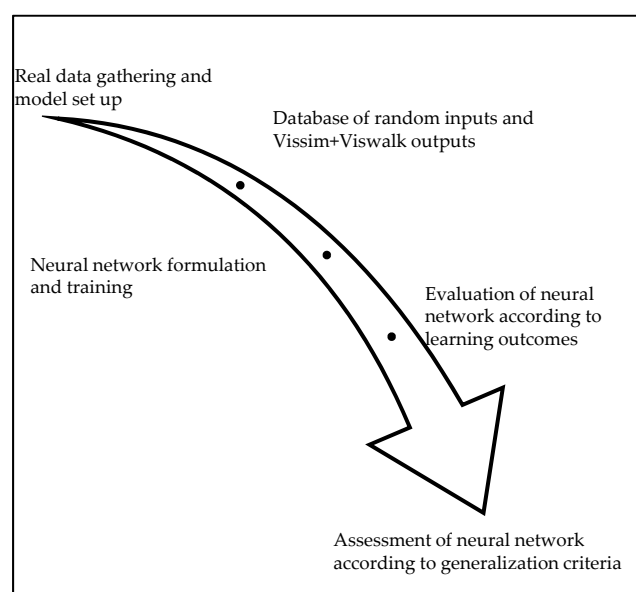 Real data gathering and
model set up
Database of random inputs and
Vissim+Viswalk outputs
Neural network formulation
and training
Evaluation of neural
network according to
learning outcomes
Assessment of neural network
according to generalization criteria